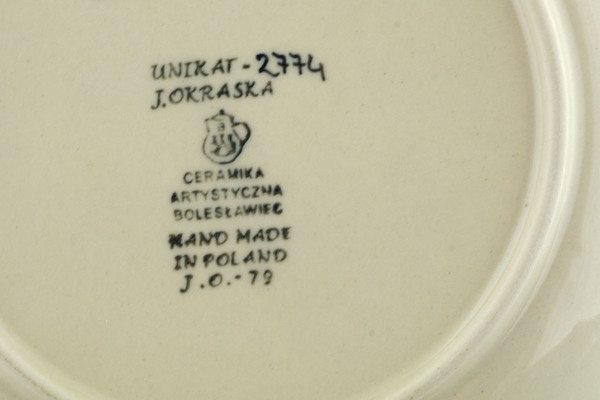 UNIKAT - 2774
J. OKRASKA
CERAMIKA
ARTYSTYCZNA
BOLESŁAWIEC
HAND MADE
IN POLAND
J.O.-79